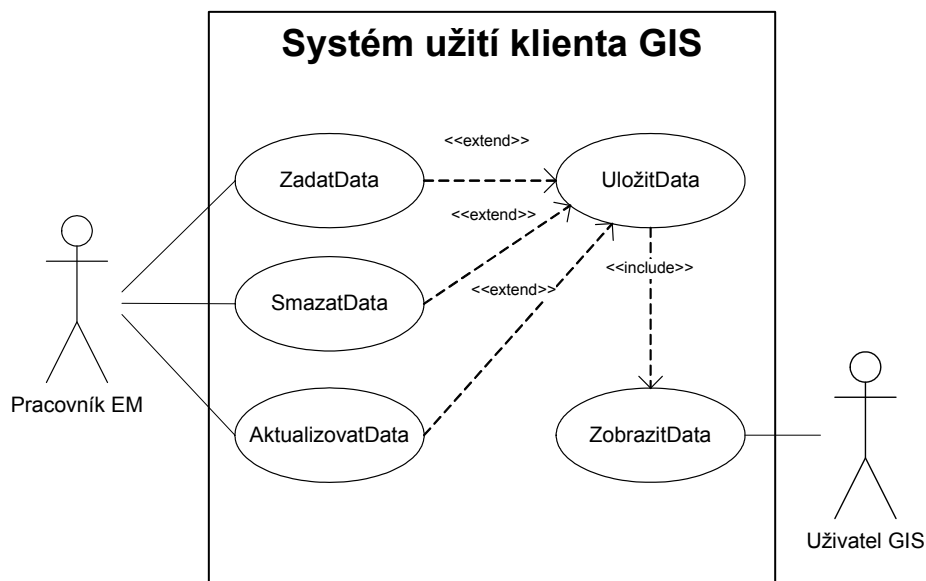 Systém užití klienta GIS
<<extend>>
ZadatData
UložitData
<<extend>>
<<include>>
<<extend>>
SmazatData
Pracovník EM
AktualizovatData
ZobrazitData
Uživatel GIS